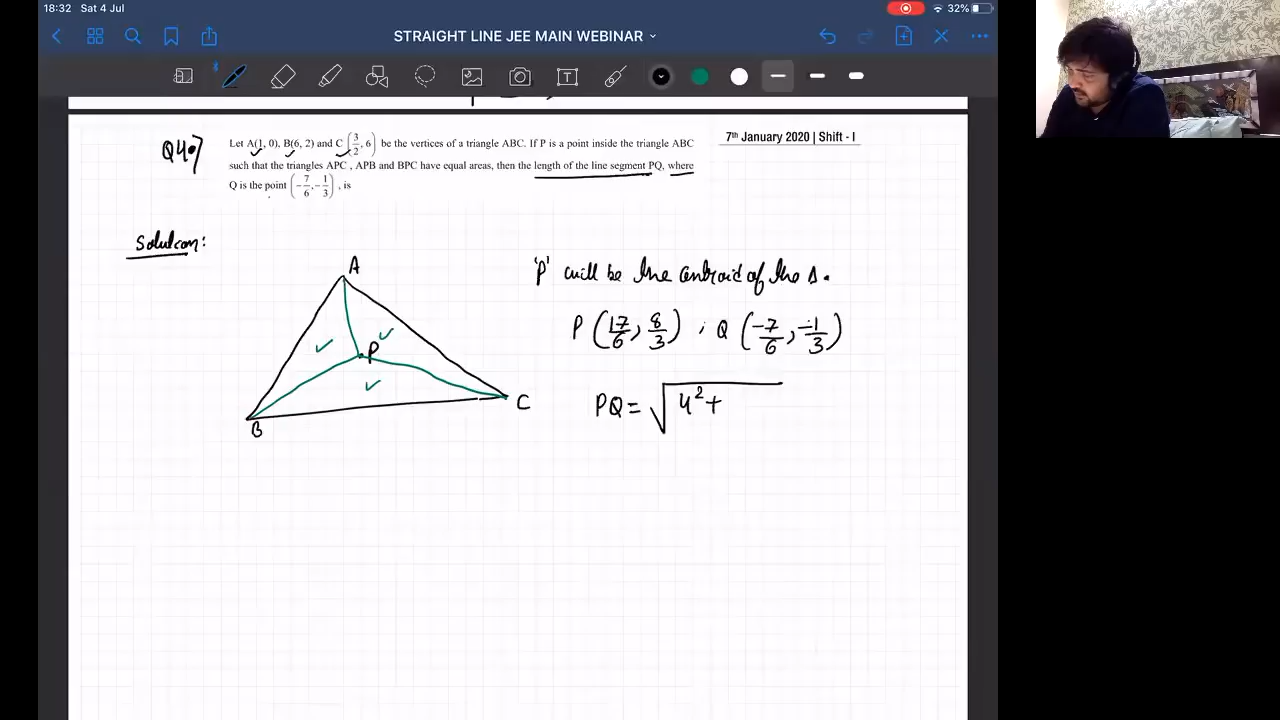 18:32 Sat 4 Jul
32%
STRAIGHT LINE JEE MAIN WEBINAR
Q4.
Let A(1, 0), B(6, 2) and C (3/2, 6) be the vertices of a triangle ABC. If P is a point inside the triangle ABC
such that the triangles APC , APB and BPC have equal areas, then the length of the line segment PQ, where
Q is the point (-7/6, -1/3) , is
7th January 2020 | Shift - I
Solution:
A
P
B
C
'P' will be the centroid of the Δ.
P (17/6, 8/3) ; Q (-7/6, -1/3)
PQ = √4² +